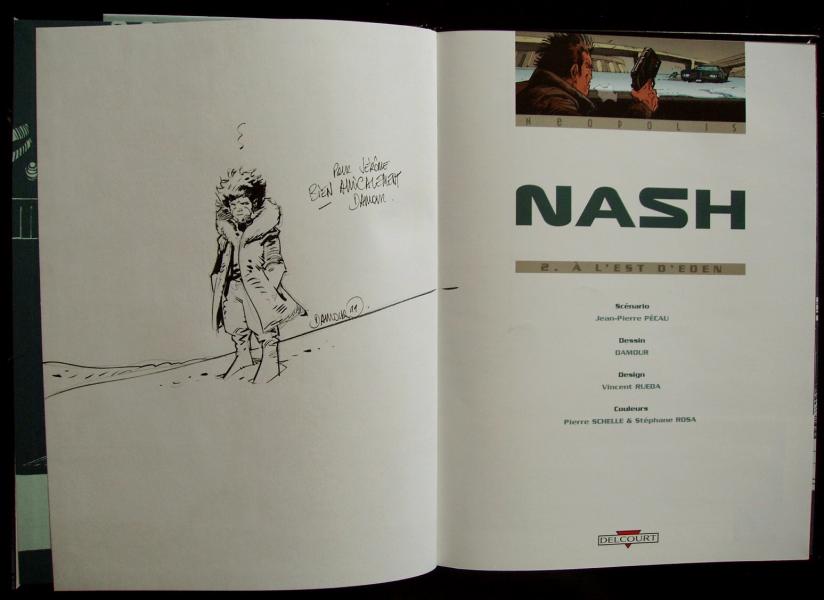 POUR JÉRÔME
BIEN AMICALEMENT
DAMOUR.
DAMOUR
NEOPOLIS
NASH
2. À L'EST D'EDEN
Scénario
Jean-Pierre PÉCAU
Dessin
DAMOUR
Design
Vincent RUEDA
Couleurs
Pierre SCHELLE & Stéphane ROSA
DELCOURT